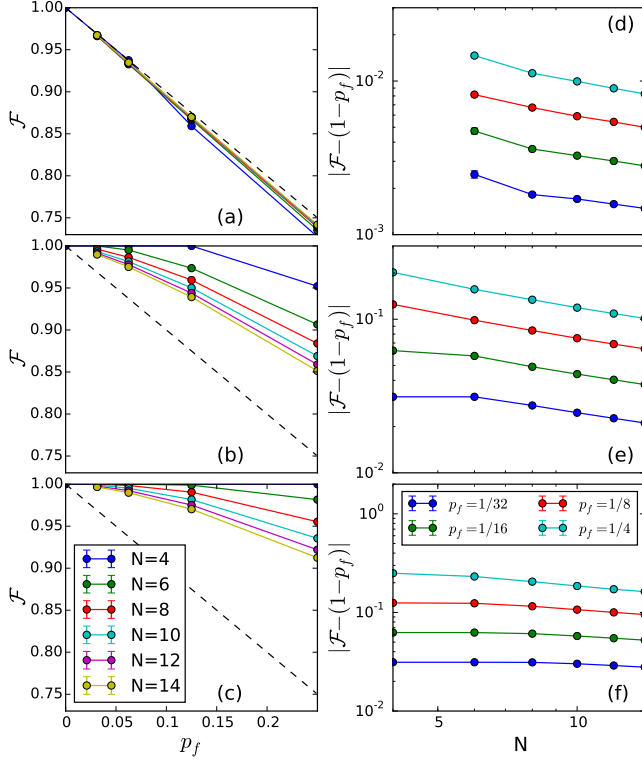 1.00
0.95
0.90
0.85
0.80
0.75
ℱ
(a)
1.00
0.95
0.90
0.85
0.80
0.75
ℱ
(b)
1.00
0.95
0.90
0.85
0.80
0.75
ℱ
N=4
N=6
N=8
N=10
N=12
N=14
(c)
0 0.05 0.1 0.15 0.2
p_f
10^{-2}
10^{-3}
|ℱ−(1−p_f)|
(d)
10^{-1}
10^{-2}
|ℱ−(1−p_f)|
(e)
10^{0}
10^{-1}
10^{-2}
|ℱ−(1−p_f)|
p_f=1/32 p_f=1/8
p_f=1/16 p_f=1/4
(f)
5 10
N